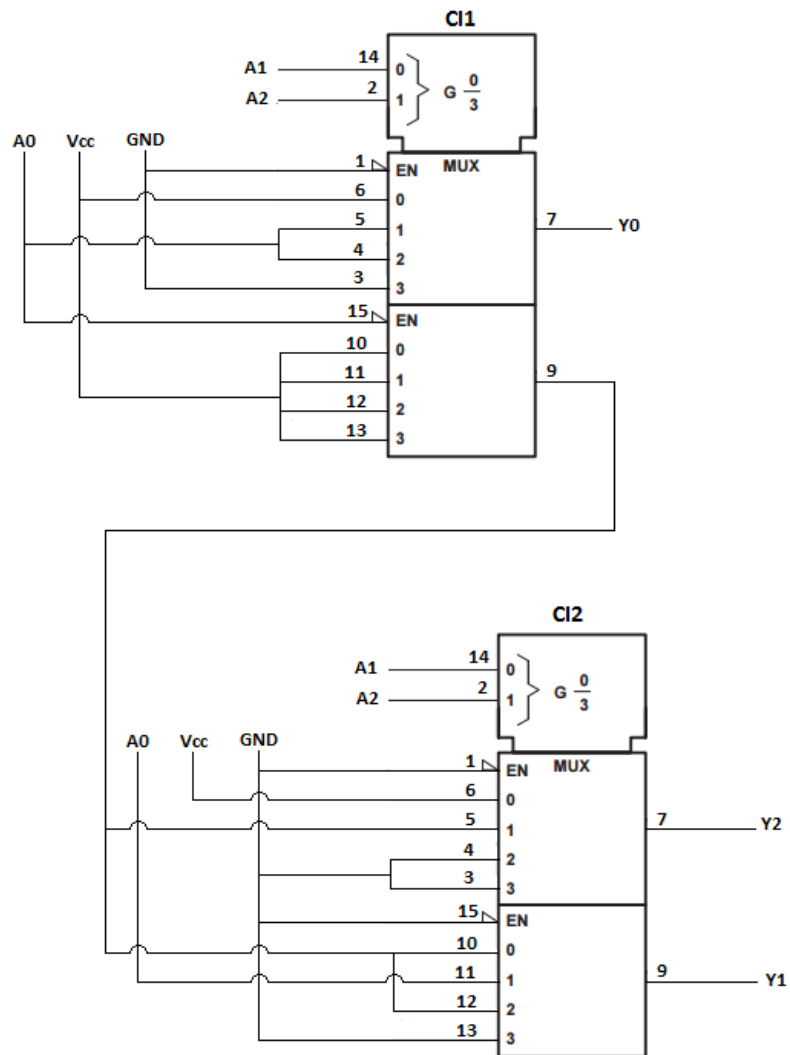 CI1
A1 14 0
A2 2 1
G 0/3
A0 Vcc GND
1 EN MUX
6 0
5 1 7 Y0
4 2
3 3
15 EN
10 0
11 1 9
12 2
13 3
CI2
A1 14 0
A2 2 1
G 0/3
A0 Vcc GND
1 EN MUX
6 0
5 1 7 Y2
4 2
3 3
15 EN
10 0
11 1 9 Y1
12 2
13 3